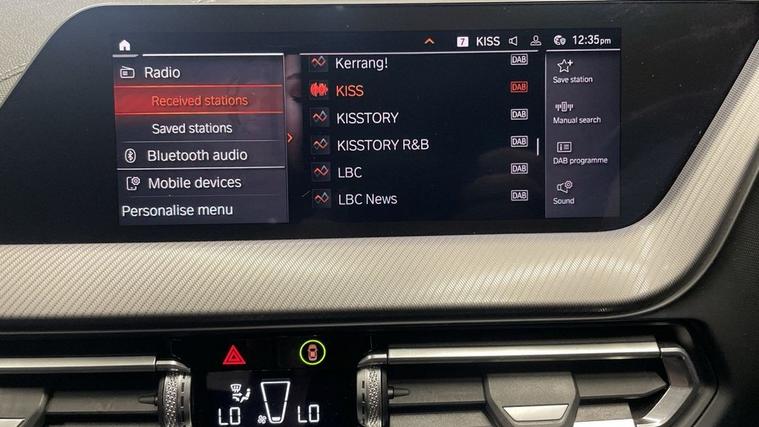 7 KISS 12:35pm
Radio
Received stations
Saved stations
Bluetooth audio
Mobile devices
Personalise menu
Kerrang! DAB
KISS DAB
KISSTORY DAB
KISSTORY R&B DAB
LBC DAB
LBC News DAB
Save station
Manual search
DAB programme
Sound
LO LO